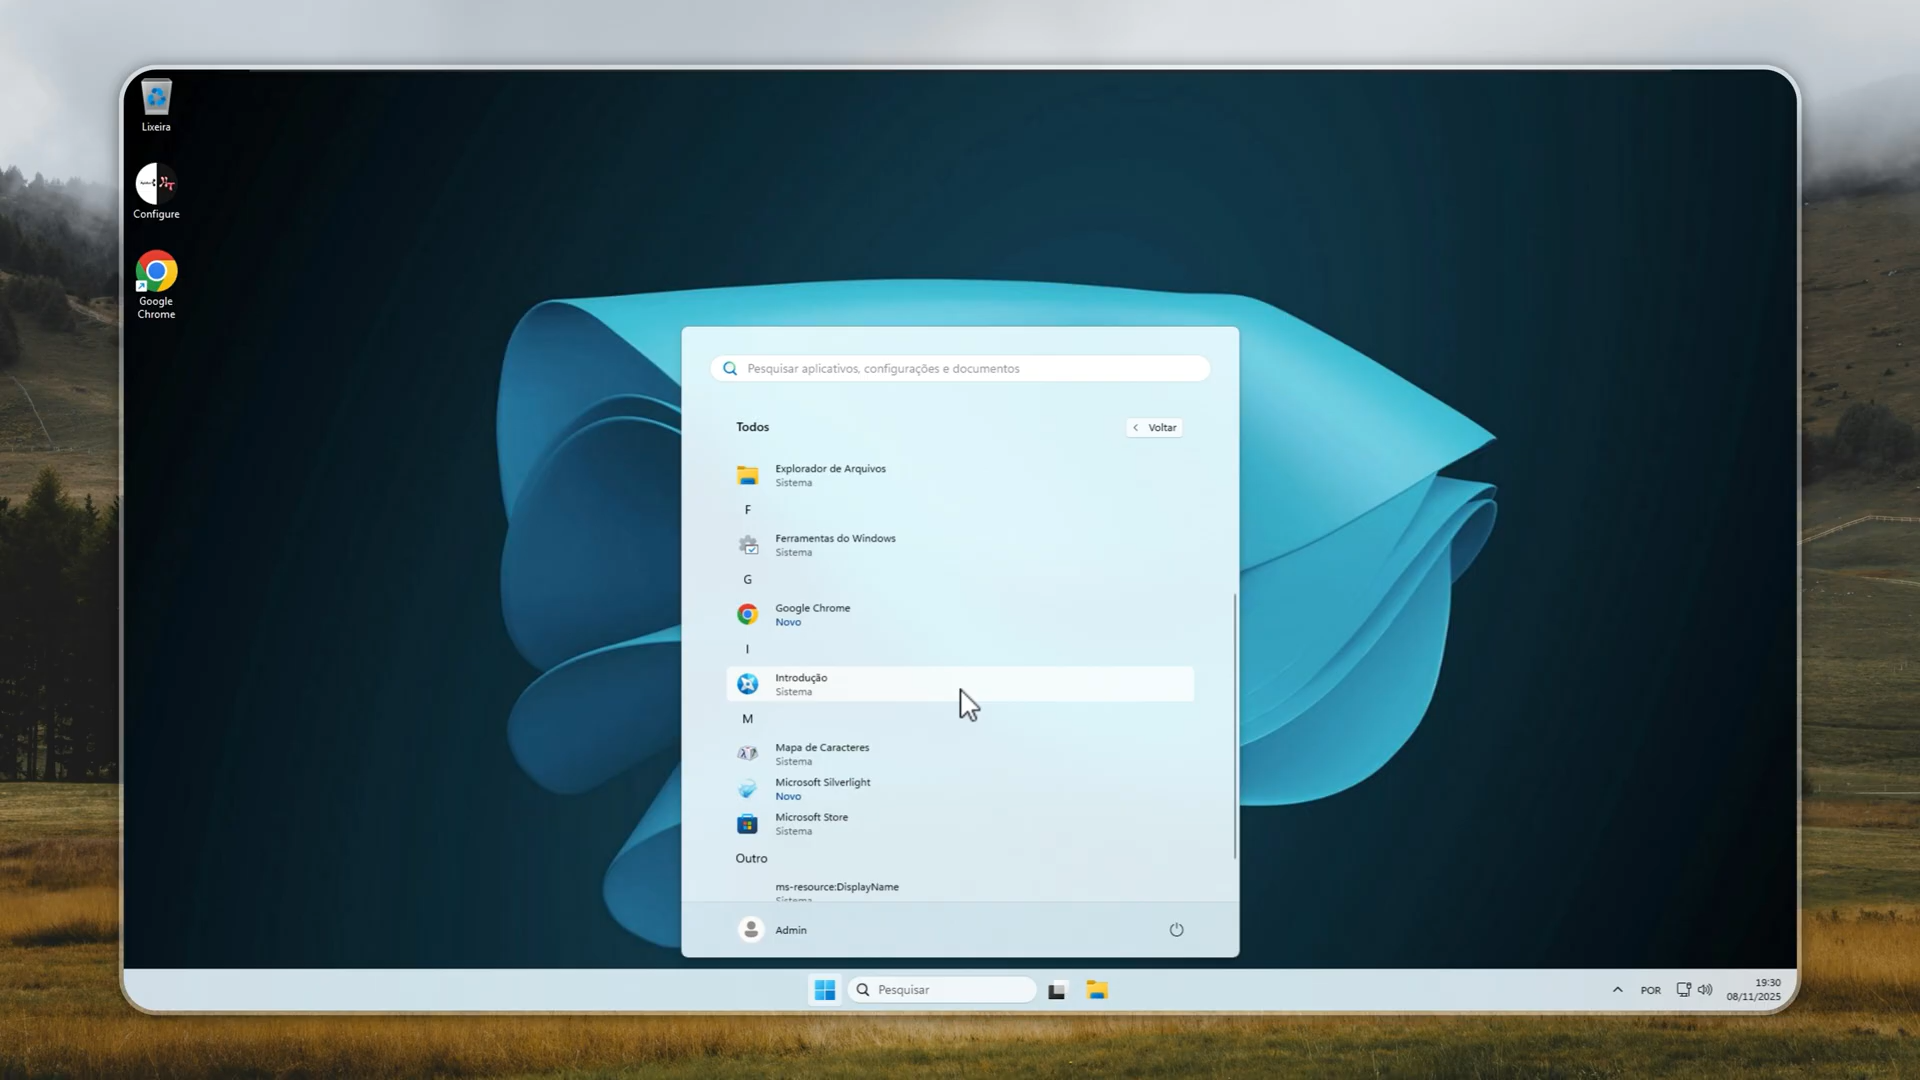 Lixeira
Configure
Google
Chrome
Pesquisar aplicativos, configurações e documentos
Todos
Voltar
Explorador de Arquivos
Sistema
F
Ferramentas do Windows
Sistema
G
Google Chrome
Novo
I
Introdução
Sistema
M
Mapa de Caracteres
Sistema
Microsoft Silverlight
Novo
Microsoft Store
Sistema
Outro
ms-resource:DisplayName
Sistema
Admin
Pesquisar
POR
19:30
08/11/2025